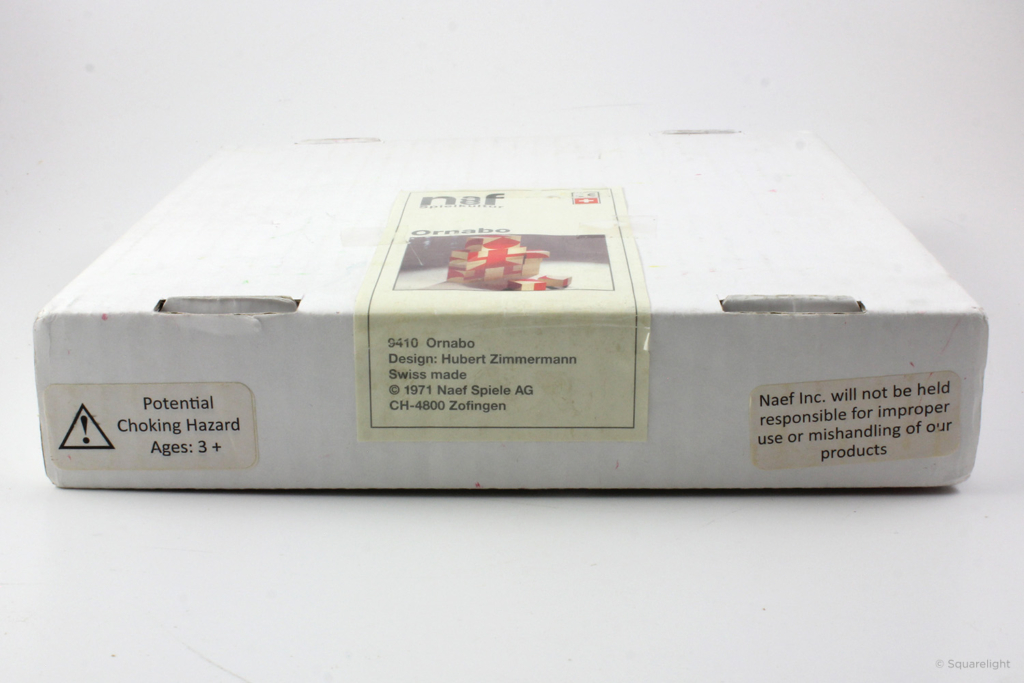 naf
Spielkultur
Ornabo
9410 Ornabo
Design: Hubert Zimmermann
Swiss made
© 1971 Naef Spiele AG
CH-4800 Zofingen
Potential
Choking Hazard
Ages: 3 +
Naef Inc. will not be held
responsible for improper
use or mishandling of our
products
© Squarelight